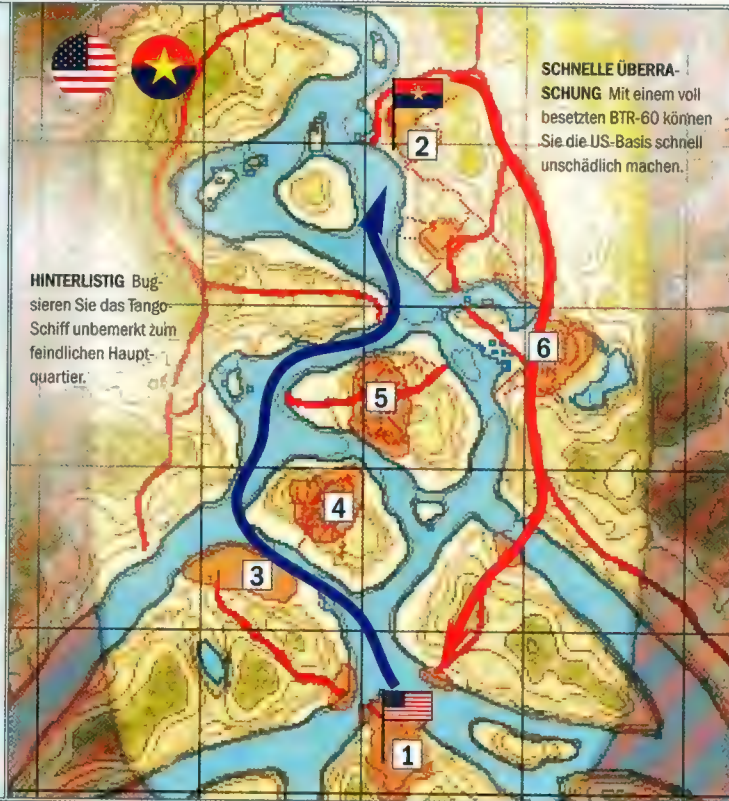 SCHNELLE ÜBERRA-
SCHUNG Mit einem voll
besetzten BTR-60 können
Sie die US-Basis schnell
unschädlich machen.
2
HINTERLISTIG Bug-
sieren Sie das Tango
Schiff unbemerkt zum
feindlichen Haupt-
quartier.
6
5
4
3
1